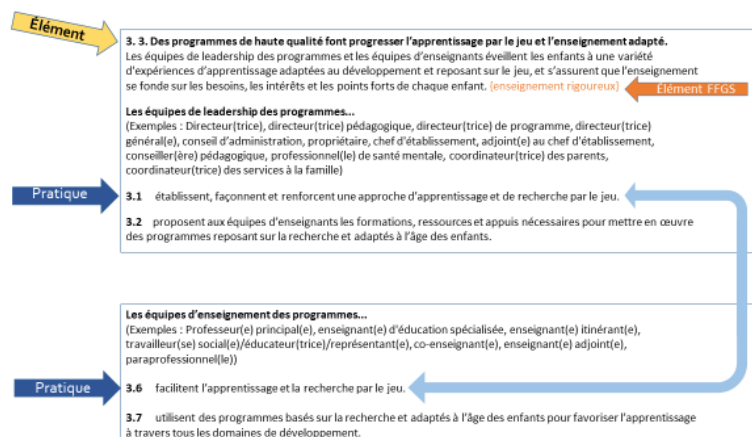 Élément
3. 3. Des programmes de haute qualité font progresser l'apprentissage par le jeu et l'enseignement adapté.
Les équipes de leadership des programmes et les équipes d'enseignants éveillent les enfants à une variété
d'expériences d'apprentissage adaptées au développement et reposant sur le jeu, et s'assurent que l'enseignement
se fonde sur les besoins, les intérêts et les points forts de chaque enfant. (enseignement rigoureux)
Élément FFGS
Les équipes de leadership des programmes...
(Exemples : Directeur(trice), directeur(trice) pédagogique, directeur(trice) de programme, directeur(trice)
général(e), conseil d'administration, propriétaire, chef d'établissement, adjoint(e) au chef d'établissement,
conseiller(ère) pédagogique, professionnel(le) de santé mentale, coordinateur(trice) des parents,
coordinateur(trice) des services à la famille)
Pratique
3.1 établissent, façonnent et renforcent une approche d'apprentissage et de recherche par le jeu.
3.2 proposent aux équipes d'enseignants les formations, ressources et appuis nécessaires pour mettre en œuvre
des programmes reposant sur la recherche et adaptés à l'âge des enfants.
Les équipes d'enseignement des programmes...
(Exemples : Professeur(e) principal(e), enseignant(e) d'éducation spécialisée, enseignant(e) itinérant(e),
travailleur(se) social(e)/éducateur(trice)/représentant(e), co-enseignant(e), enseignant(e) adjoint(e),
paraprofessionnel(le))
Pratique
3.6 facilitent l'apprentissage et la recherche par le jeu.
3.7 utilisent des programmes basés sur la recherche et adaptés à l'âge des enfants pour favoriser l'apprentissage
à travers tous les domaines de développement.